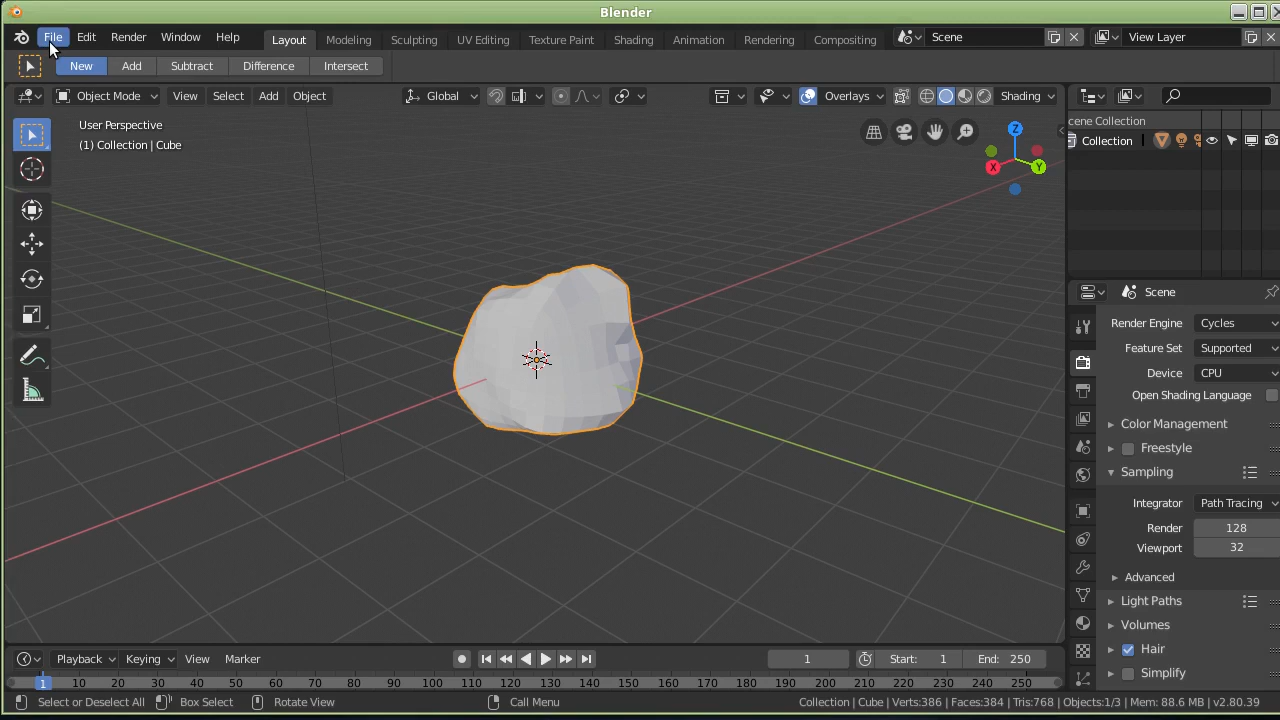 Blender
File Edit Render Window Help Layout Modeling Sculpting UV Editing Texture Paint Shading Animation Rendering Compositing Scene View Layer
New Add Subtract Difference Intersect
Object Mode View Select Add Object Global Overlays Shading
User Perspective
(1) Collection | Cube
Z
X
Y
cene Collection
Collection
Scene
Render Engine Cycles
Feature Set Supported
Device CPU
Open Shading Language
Color Management
Freestyle
Sampling
Integrator Path Tracing
Render 128
Viewport 32
Advanced
Light Paths
Volumes
Hair
Simplify
Playback Keying View Marker 1 Start: 1 End: 250
1 10 20 30 40 50 60 70 80 90 100 110 120 130 140 150 160 170 180 190 200 210 220 230 240 250
Select or Deselect All Box Select Rotate View Call Menu Collection | Cube | Verts:386 | Faces:384 | Tris:768 | Objects:1/3 | Mem: 88.6 MB | v2.80.39